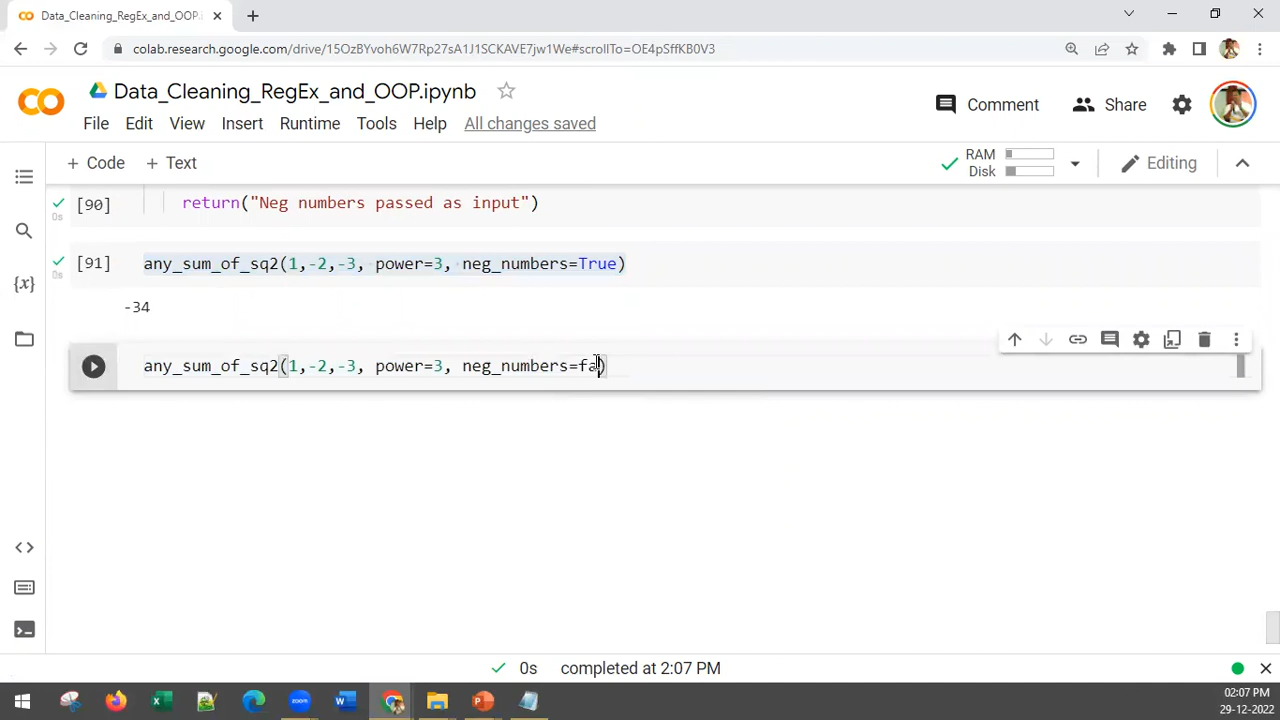 Data_Cleaning_RegEx_and_OOP.i
colab.research.google.com/drive/15OzBYvoh6W7Rp27sA1J1SCKAVE7jw1We#scrollTo=OE4pSffKB0V3
Data_Cleaning_RegEx_and_OOP.ipynb
Comment
Share
File Edit View Insert Runtime Tools Help All changes saved
+ Code + Text
RAM
Disk
Editing
[90] return("Neg numbers passed as input")
0s
[91] any_sum_of_sq2(1,-2,-3, power=3, neg_numbers=True)
0s
-34
any_sum_of_sq2(1,-2,-3, power=3, neg_numbers=fa)
{x}
0s completed at 2:07 PM
zoom
02:07 PM
29-12-2022